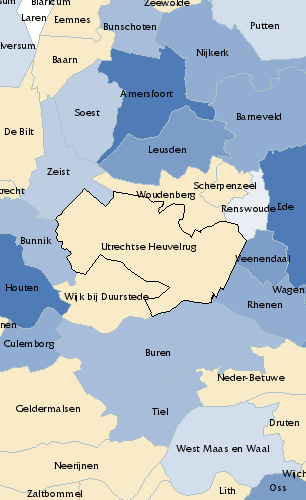 Blaricum
Zeewolde
Laren
Eemnes
Bunschoten
Putten
lversum
Nijkerk
Baarn
Amersfoort
Soest
Barneveld
De Bilt
Leusden
Zeist
Scherpenzeel
recht
Woudenberg
Renswoude
Ede
Bunnik
Utrechtse Heuvelrug
Veenendaal
Houten
Wijk bij Duurstede
Wagen
Rhenen
nen
Culemborg
Buren
Neder-Betuwe
Geldermalsen
Tiel
Druten
West Maas en Waal
Neerijnen
Wijch
Zaltbommel
Lith
Oss